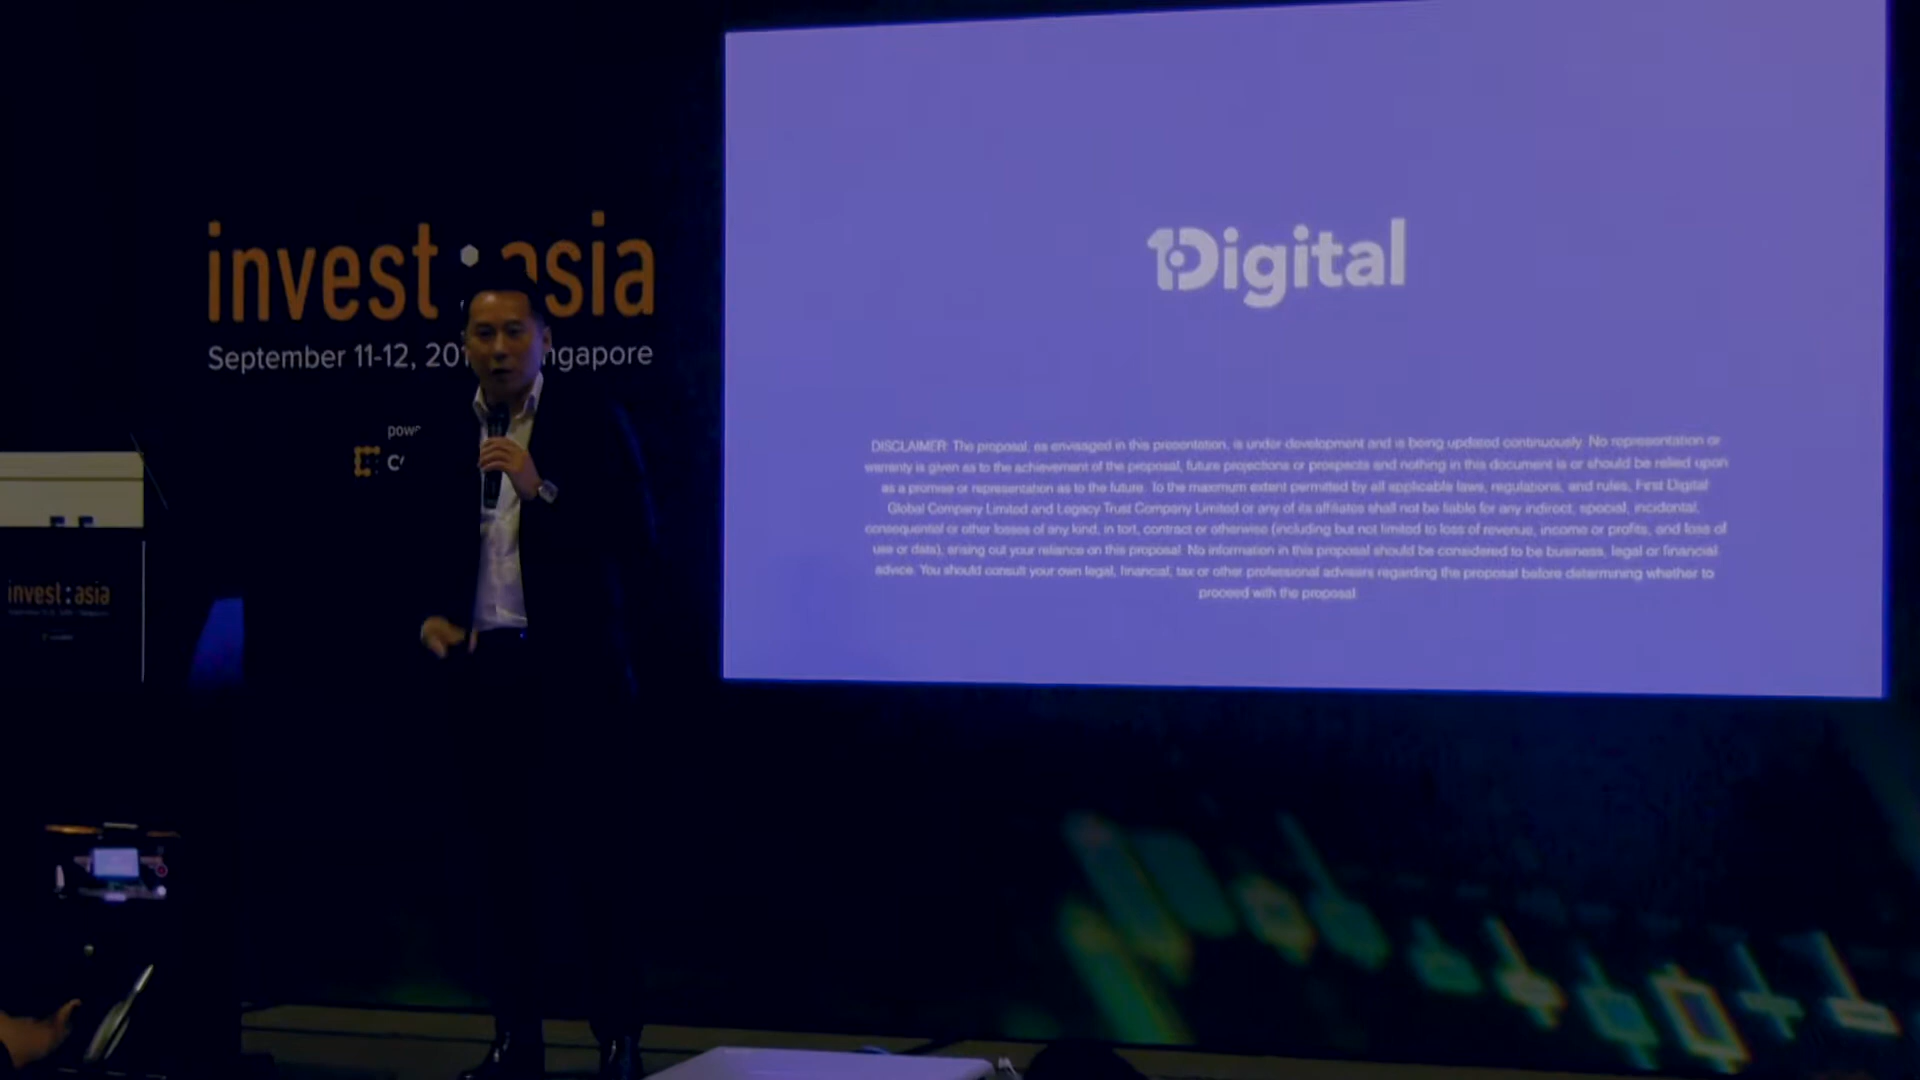 invest:asia
September 11-12, 201 ngapore
pow
C
1Digital
DISCLAIMER: The proposal, as envisaged in this presentation, is under development and is being updated continuously. No representation or
warranty is given as to the achievement of the proposal, future projections or prospects and nothing in this document is or should be relied upon
as a promise or representation as to the future. To the maximum extent permitted by all applicable laws, regulations, and rules, First Digital
Global Company Limited and Legacy Trust Company Limited or any of its affiliates shall not be liable for any indirect, special, incidental,
consequential or other losses of any kind, in tort, contract or otherwise (including but not limited to loss of revenue, income or profits, and loss of
use or data), arising out your reliance on this proposal. No information in this proposal should be considered to be business, legal or financial
advice. You should consult your own legal, financial, tax or other professional advisers regarding the proposal before determining whether to
proceed with the proposal.
invest:asia